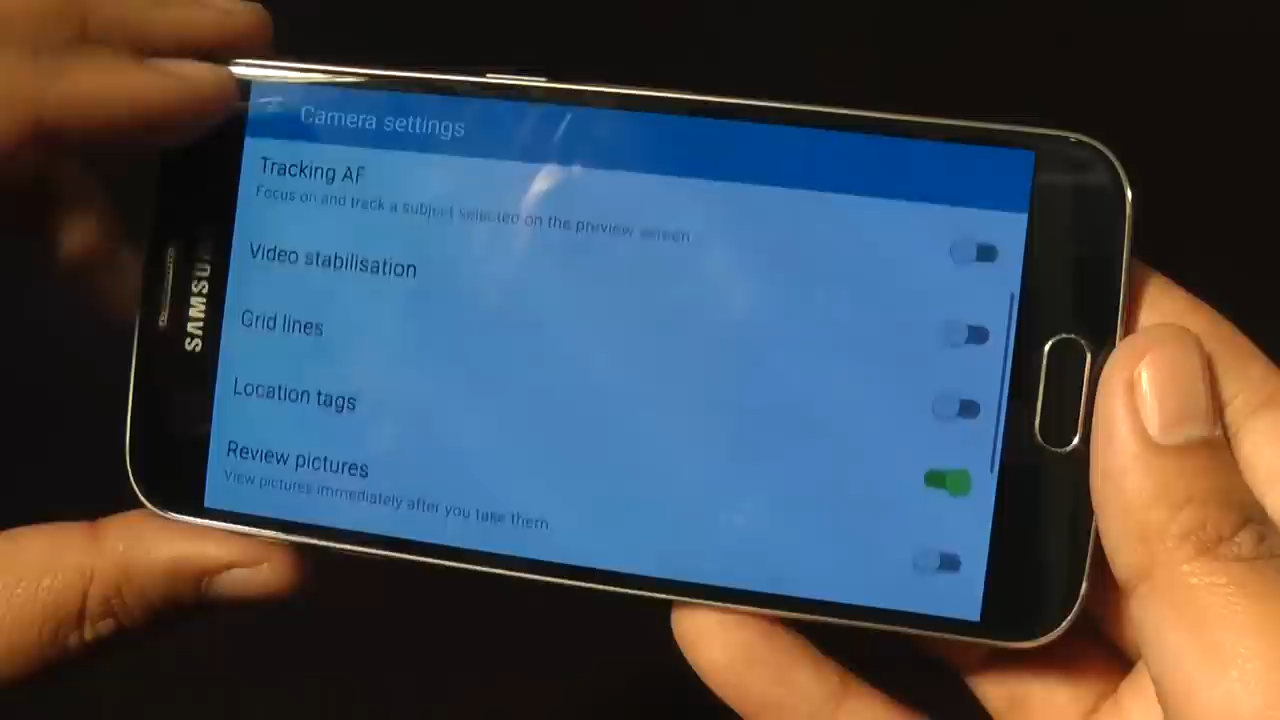 Camera settings
Tracking AF
Focus on and track a subject selected on the preview screen.
Video stabilisation
Grid lines
Location tags
Review pictures
View pictures immediately after you take them.
SAMSU